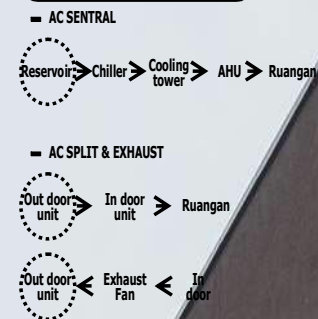 AC SENTRAL
Reservoir Chiller Cooling tower AHU Ruangan
AC SPLIT & EXHAUST
Out door unit In door unit Ruangan
Out door unit Exhaust Fan In door